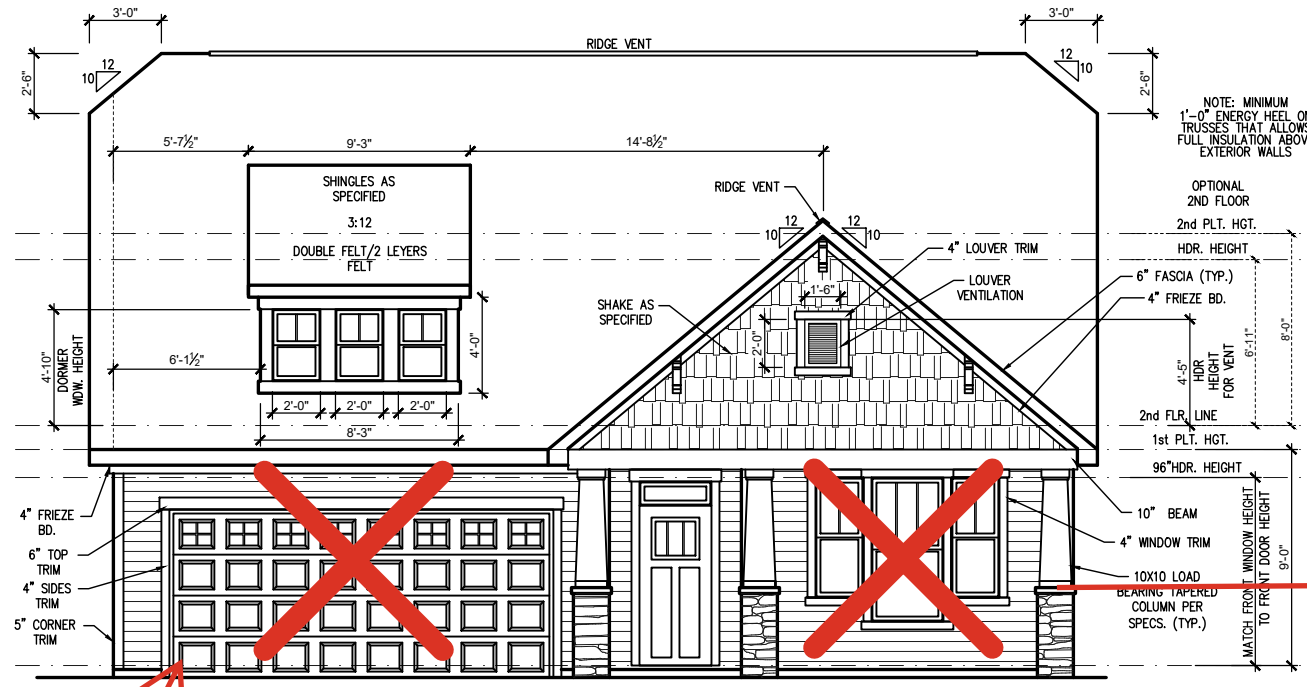 3'-0"
3'-0"
RIDGE VENT
12
10
2'-6"
12
10
2'-6"
NOTE: MINIMUM
1'-0" ENERGY HEEL
TRUSSES THAT
FULL INSULATION
EXTERIOR WALLS
5'-7½"
9'-3"
14'-8½"
SHINGLES AS
SPECIFIED
3:12
DOUBLE FELT/2 LEYERS
FELT
RIDGE VENT
OPTIONAL
2ND FLOOR
2nd PLT. HGT.
HDR. HEIGHT
12
10
12
10
4" LOUVER TRIM
LOUVER
VENTILATION
6" FASCIA (TYP.)
4" FRIEZE BD.
1'-6"
2'-0"
SHAKE AS
SPECIFIED
4'-10"
DORMER
WDW. HEIGHT
6'-1½"
4'-0"
2'-0"
2'-0"
2'-0"
8'-3"
4'-5"
HDR
HEIGHT
FOR VENT
6'-11"
8'-0"
2nd FLR. LINE
1st PLT. HGT.
96"HDR. HEIGHT
4" FRIEZE
BD.
6" TOP
TRIM
4" SIDES
TRIM
5" CORNER
TRIM
10" BEAM
4" WINDOW TRIM
10X10 LOAD
BEARING TAPERED
COLUMN PER
SPECS. (TYP.)
MATCH FRONT WINDOW HEIGHT
TO FRONT DOOR HEIGHT
9'-0"